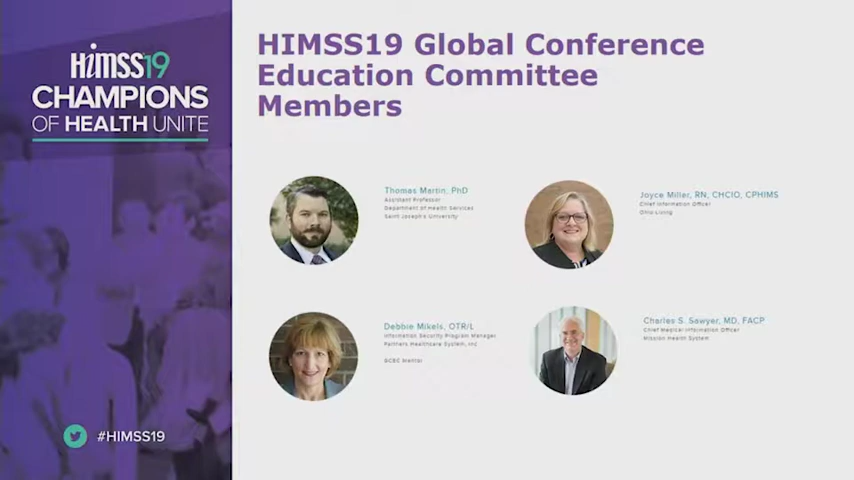 HIMSS19
CHAMPIONS
OF HEALTH UNITE
#HIMSS19
HIMSS19 Global Conference
Education Committee
Members
Thomas Martin, PhD
Assistant Professor
Department of Health Services
Saint Joseph's University
Joyce Miller, RN, CHCIO, CPHIMS
Chief Information Officer
Ohio Living
Debbie Mikels, OTR/L
Information Security Program Manager
Partners Healthcare System, Inc
GCEC Mentor
Charles S. Sawyer, MD, FACP
Chief Medical Information Officer
Mission Health System